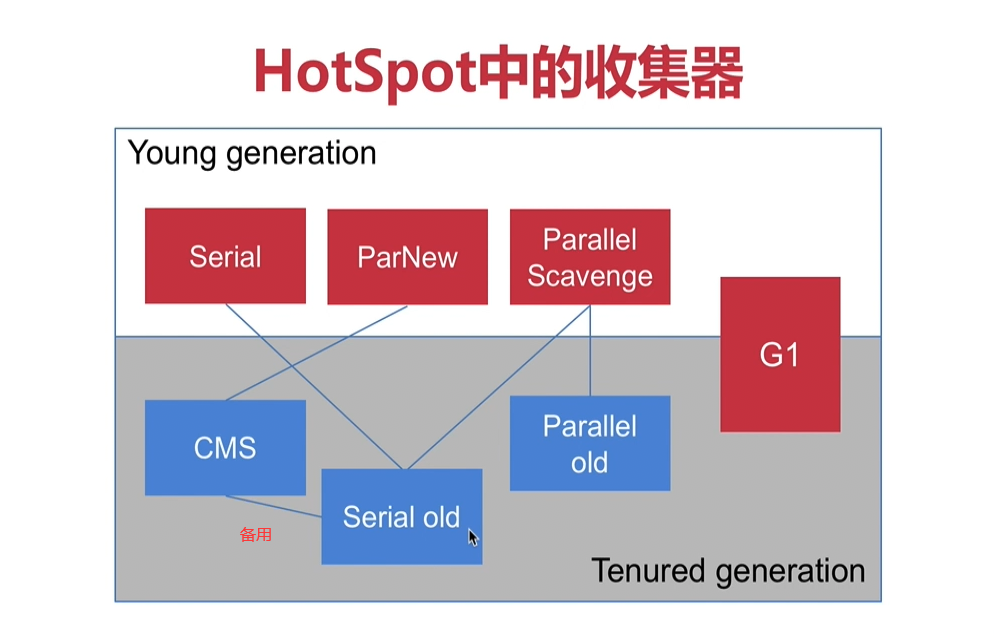 HotSpot中的收集器
Young generation
Serial
ParNew
Parallel
Scavenge
G1
CMS
Parallel
old
Serial old
备用
Tenured generation